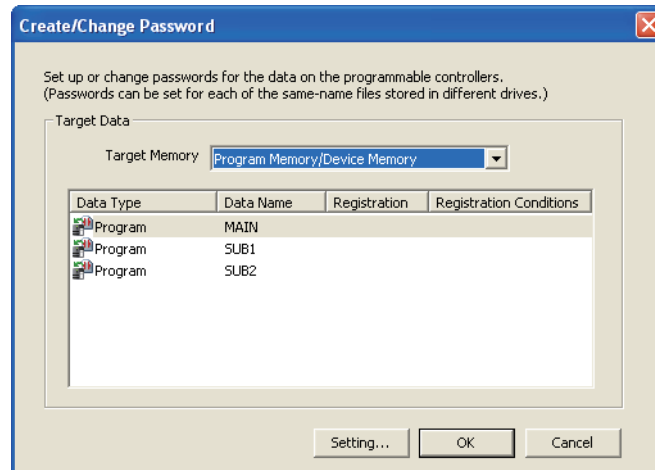 Create/Change Password
Set up or change passwords for the data on the programmable controllers.
(Passwords can be set for each of the same-name files stored in different drives.)
Target Data
Target Memory Program Memory/Device Memory
Data Type Data Name Registration Registration Conditions
Program MAIN
Program SUB1
Program SUB2
Setting... OK Cancel